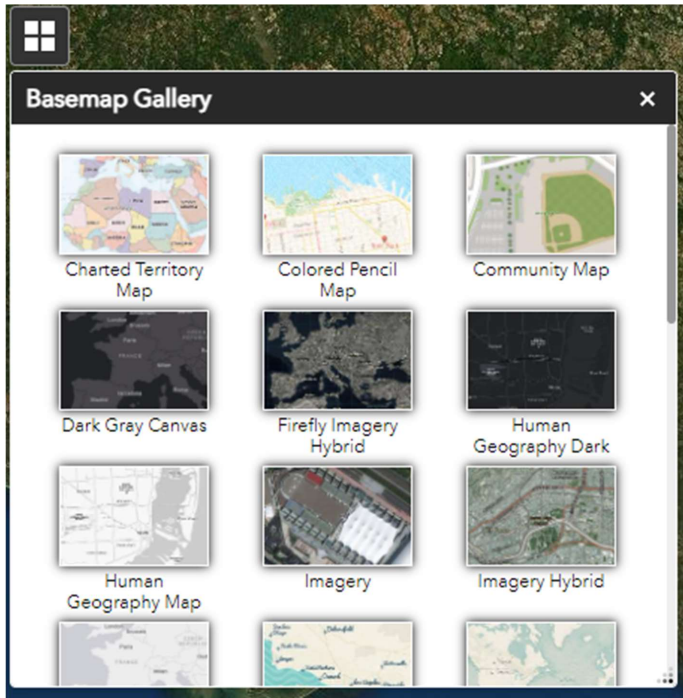 Basemap Gallery
Charted Territory
Map
Colored Pencil
Map
Community Map
Dark Gray Canvas
Firefly Imagery
Hybrid
Human
Geography Dark
Human
Geography Map
Imagery
Imagery Hybrid